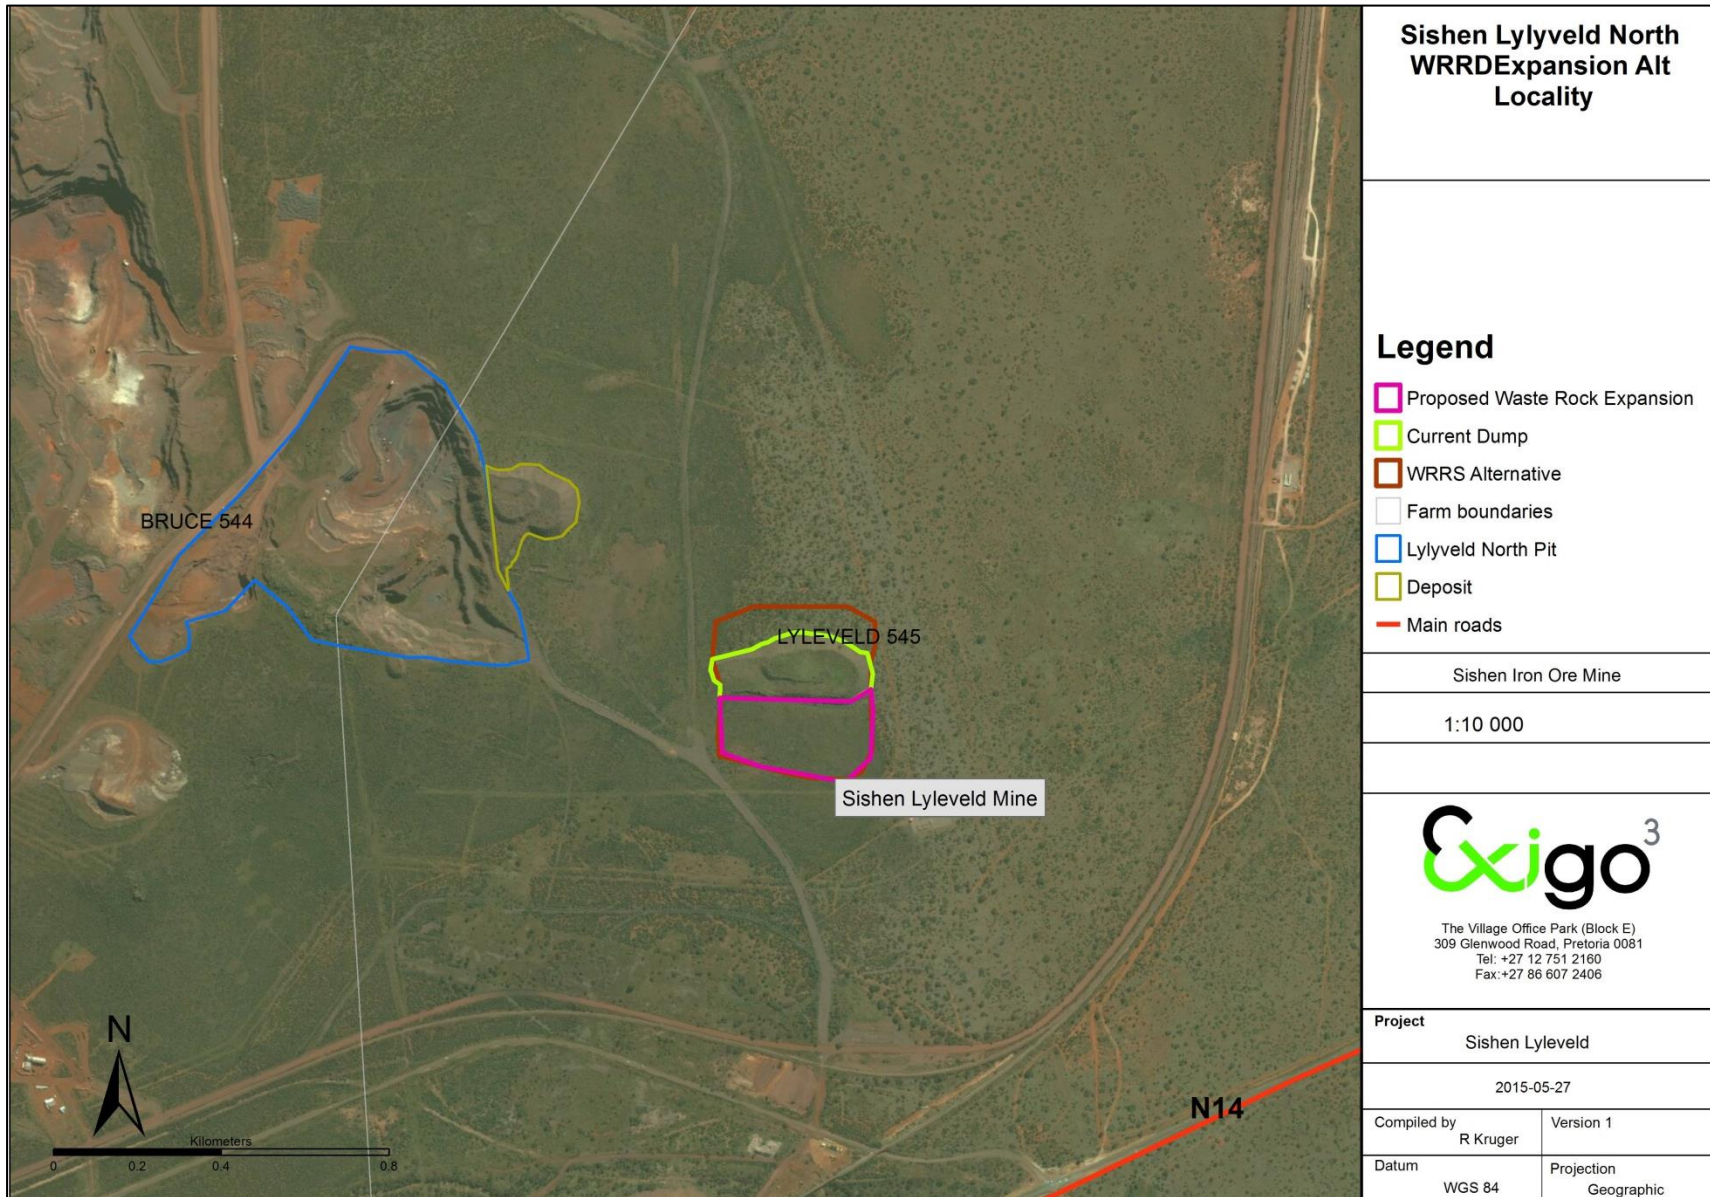 Sishen Lylyveld North
WRRDExpansion Alt
Locality
Legend
Proposed Waste Rock Expansion
Current Dump
WRRS Alternative
Farm boundaries
Lylyveld North Pit
Deposit
Main roads
Sishen Iron Ore Mine
1:10 000
Exigo3
The Village Office Park (Block E)
309 Glenwood Road, Pretoria 0081
Tel: +27 12 751 2160
Fax:+27 86 607 2406
Project
Sishen Lyleveld
2015-05-27
Compiled by
R Kruger
Version 1
Datum
WGS 84
Projection
Geographic
BRUCE 544
LYLEVELD 545
Sishen Lyleveld Mine
N14
N
Kilometers
0 0.2 0.4 0.8